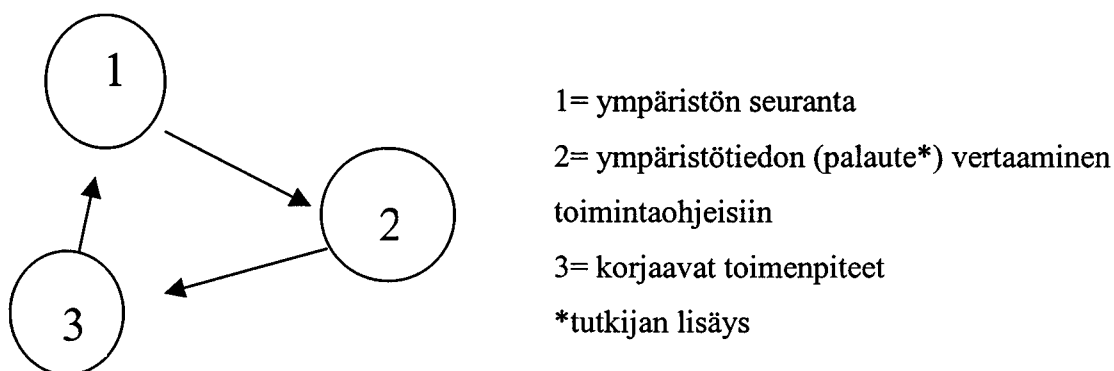 1
2
3
1= ympäristön seuranta
2= ympäristötiedon (palaute*) vertaaminen
toimintaohjeisiin
3= korjaavat toimenpiteet
*tutkijan lisäys